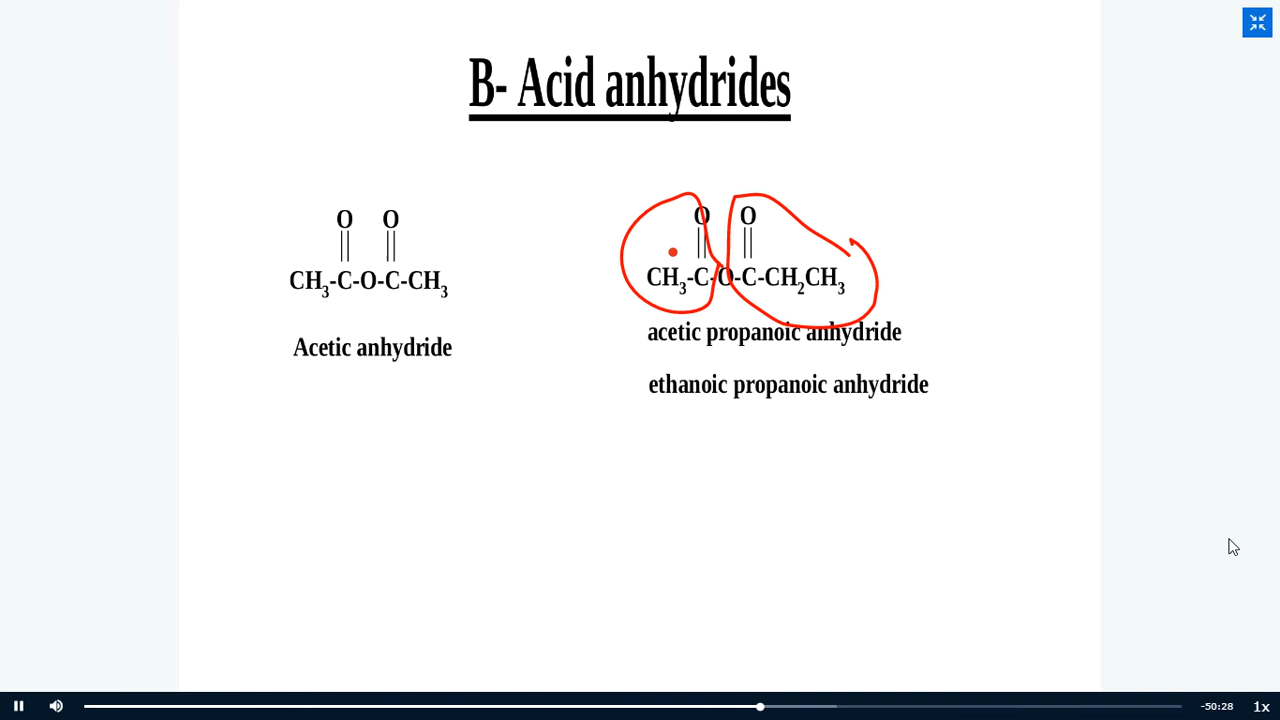 B- Acid anhydrides
O O
|| ||
CH₃-C-O-C-CH₃
Acetic anhydride
O O
|| ||
CH₃-C-O-C-CH₂CH₃
acetic propanoic anhydride
ethanoic propanoic anhydride
-50:28 1x